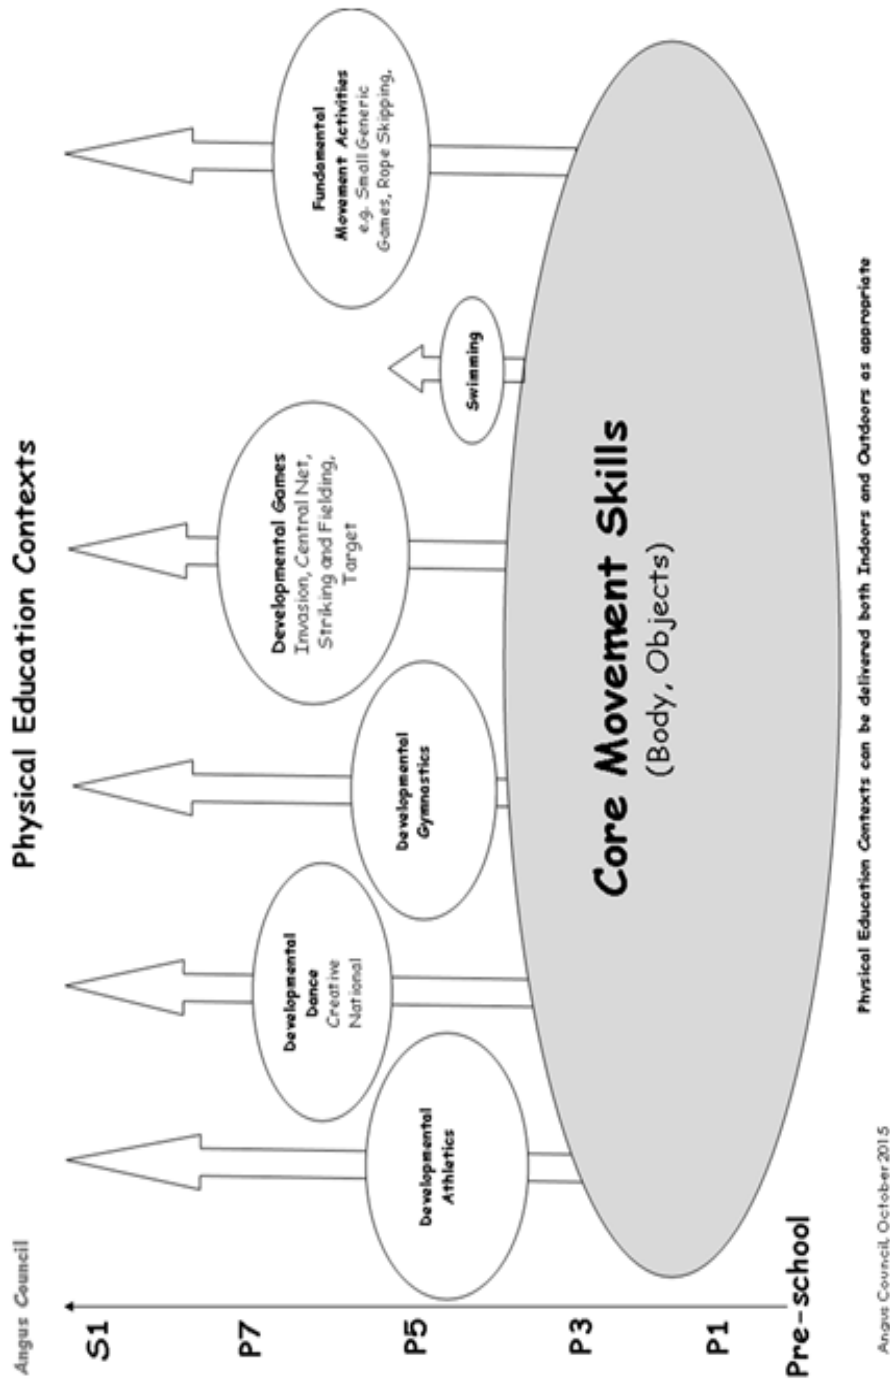 Angus Council
Physical Education Contexts
S1
P7
P5
P3
P1
Pre-school
Developmental
Athletics
Developmental
Dance
Creative
National
Developmental
Gymnastics
Developmental Games
Invasion, Central Net,
Striking and Fielding,
Target
Swimming
Fundamental
Movement Activities
e.g. Small Generic
Games, Rope Skipping,
Core Movement Skills
(Body, Objects)
Physical Education Contexts can be delivered both Indoors and Outdoors as appropriate
Angus Council, October 2015